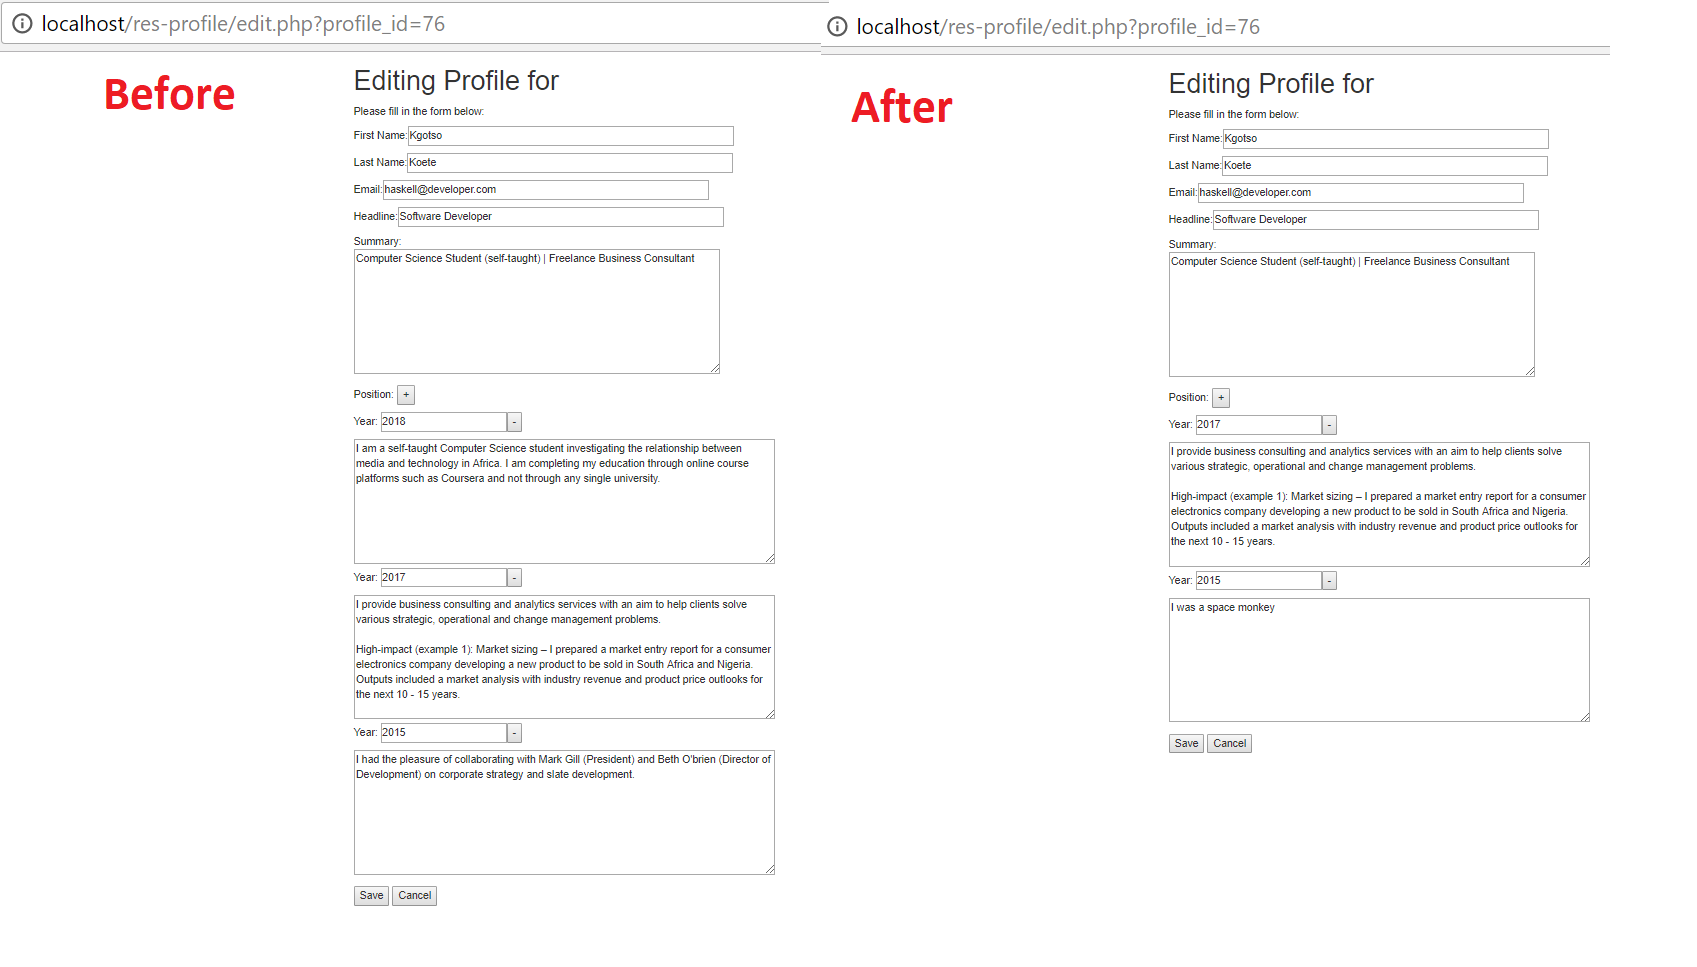 localhost/res-profile/edit.php?profile_id=76
Before
Editing Profile for
Please fill in the form below:
First Name: Kgotso
Last Name: Koete
Email: haskell@developer.com
Headline: Software Developer
Summary:
Computer Science Student (self-taught) | Freelance Business Consultant
Position: +
Year: 2018 -
I am a self-taught Computer Science student investigating the relationship between
media and technology in Africa. I am completing my education through online course
platforms such as Coursera and not through any single university.
Year: 2017 -
I provide business consulting and analytics services with an aim to help clients solve
various strategic, operational and change management problems.
High-impact (example 1): Market sizing – I prepared a market entry report for a consumer
electronics company developing a new product to be sold in South Africa and Nigeria.
Outputs included a market analysis with industry revenue and product price outlooks for
the next 10 - 15 years.
Year: 2015 -
I had the pleasure of collaborating with Mark Gill (President) and Beth O'brien (Director of
Development) on corporate strategy and slate development.
Save Cancel
localhost/res-profile/edit.php?profile_id=76
After
Editing Profile for
Please fill in the form below:
First Name: Kgotso
Last Name: Koete
Email: haskell@developer.com
Headline: Software Developer
Summary:
Computer Science Student (self-taught) | Freelance Business Consultant
Position: +
Year: 2017 -
I provide business consulting and analytics services with an aim to help clients solve
various strategic, operational and change management problems.
High-impact (example 1): Market sizing – I prepared a market entry report for a consumer
electronics company developing a new product to be sold in South Africa and Nigeria.
Outputs included a market analysis with industry revenue and product price outlooks for
the next 10 - 15 years.
Year: 2015 -
I was a space monkey
Save Cancel